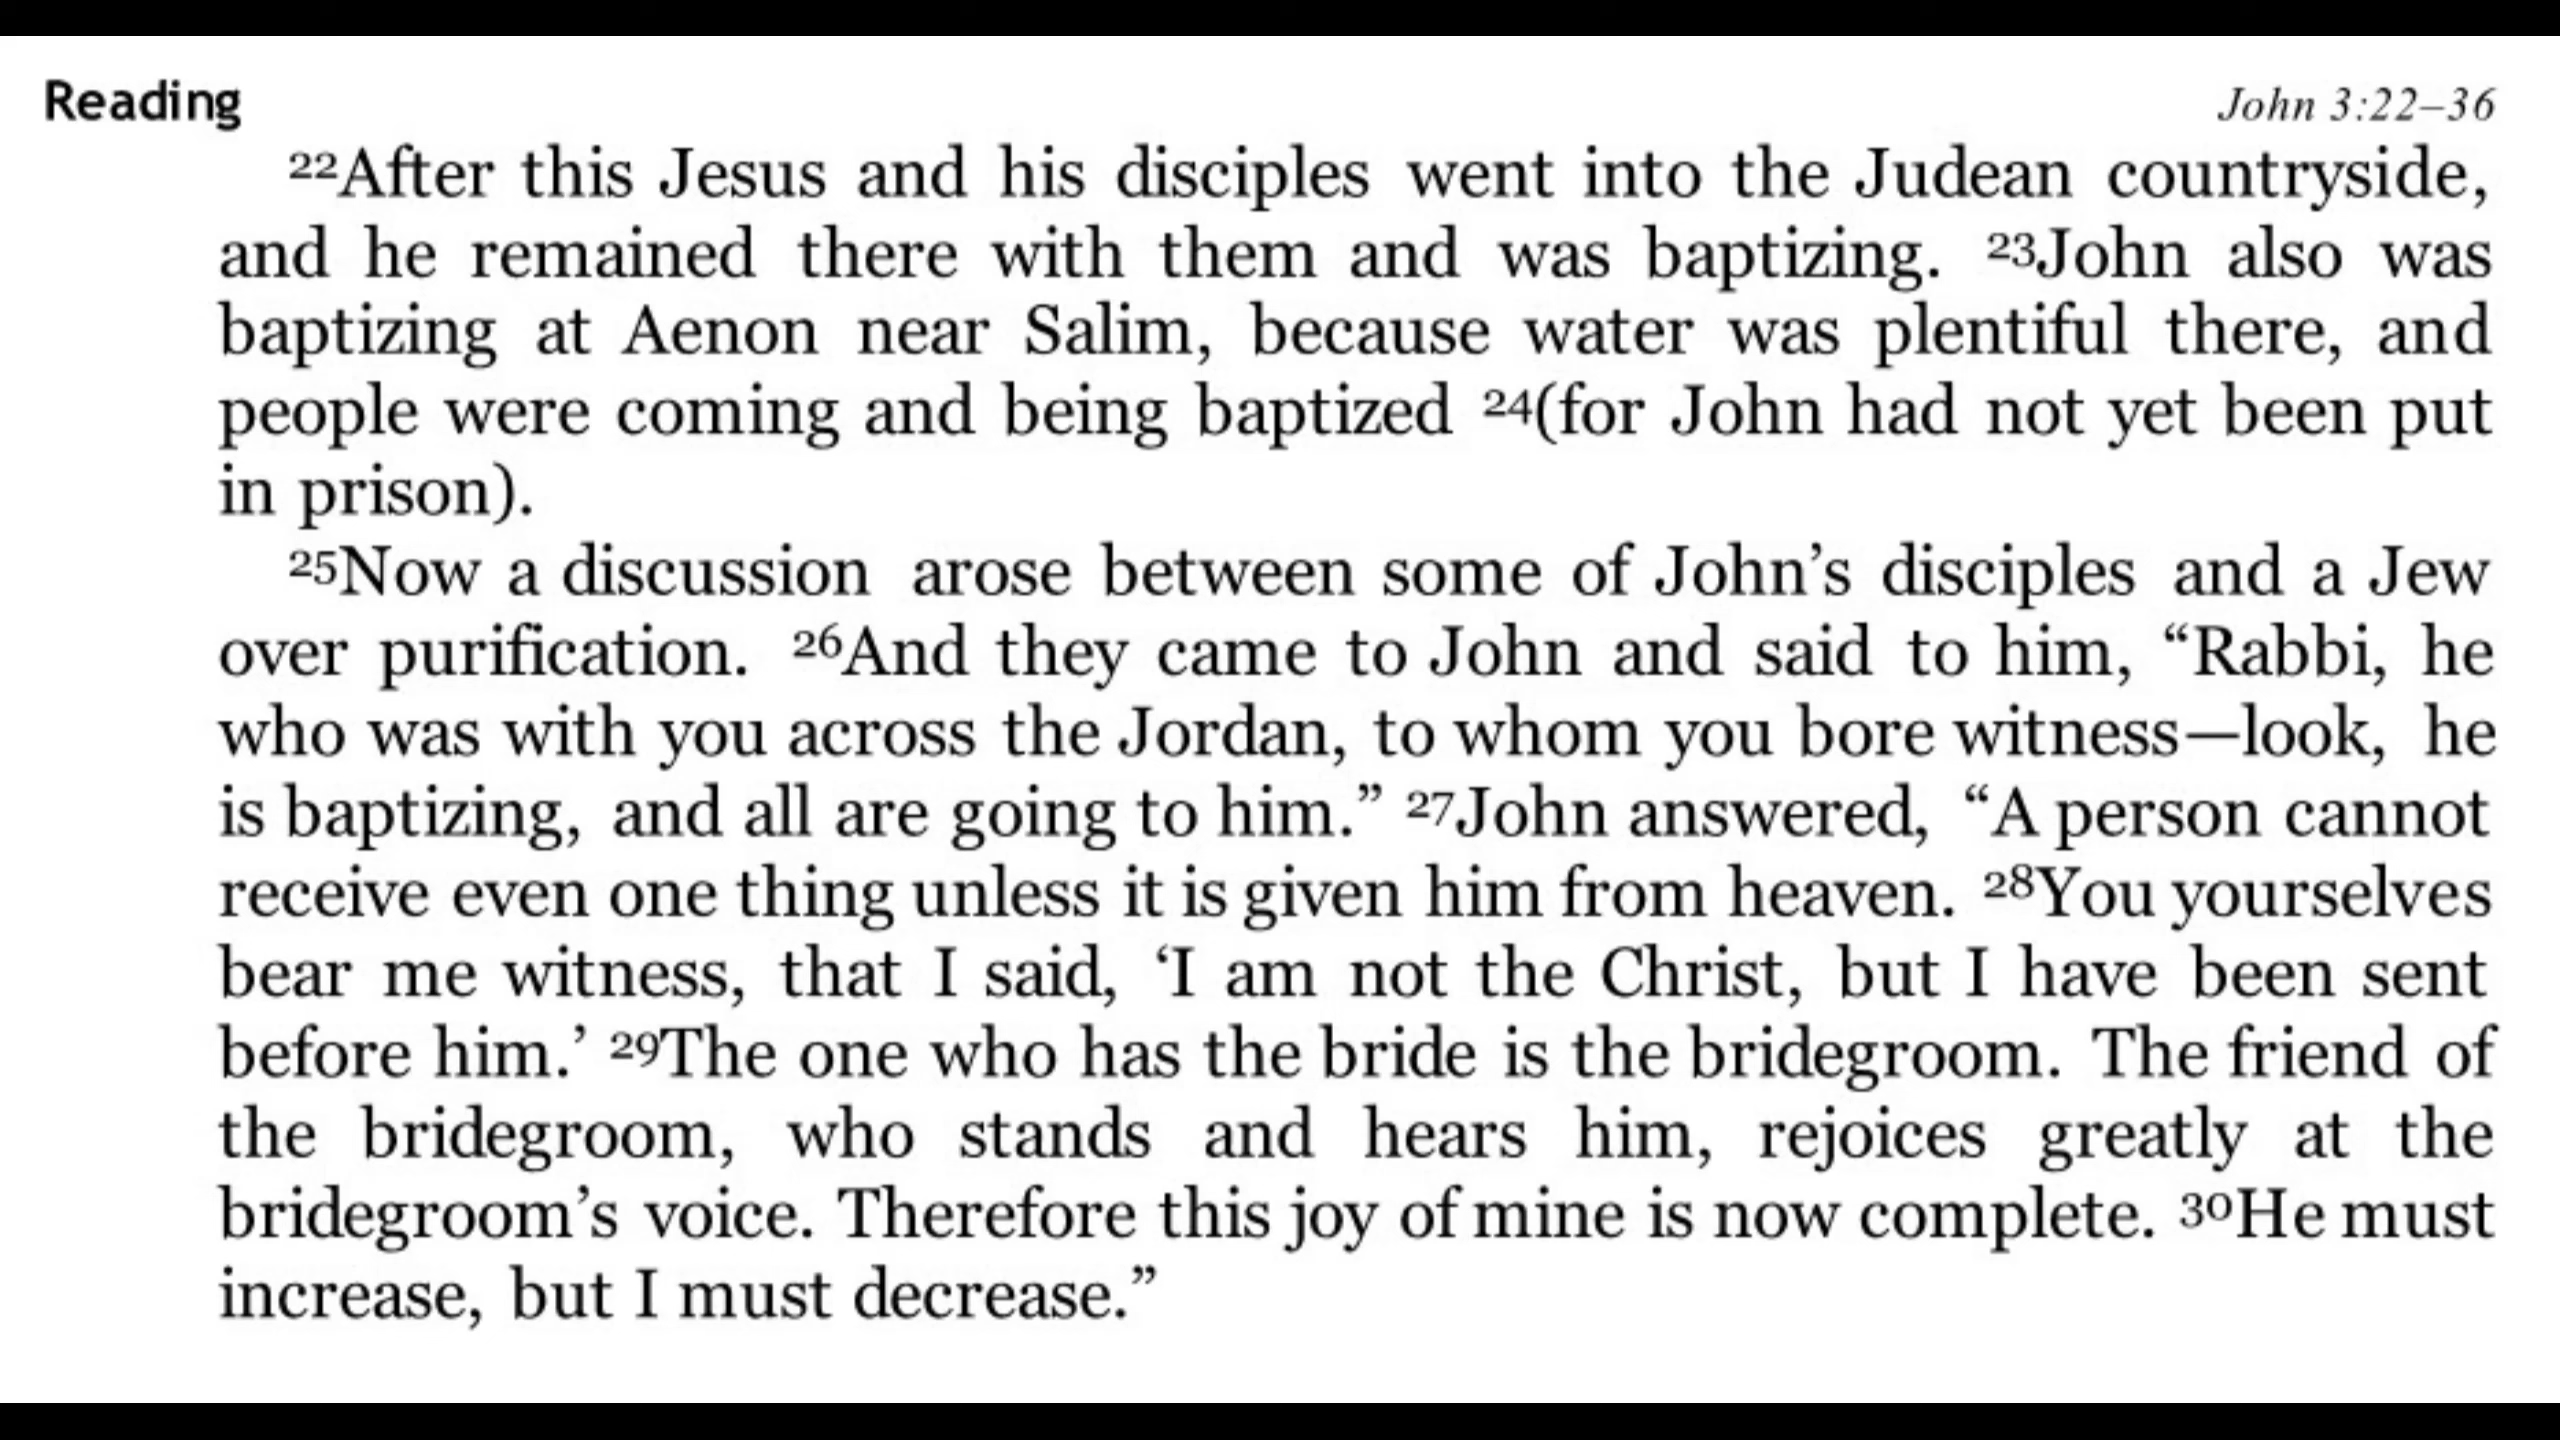 Reading John 3:22–36
22After this Jesus and his disciples went into the Judean countryside,
and he remained there with them and was baptizing. 23John also was
baptizing at Aenon near Salim, because water was plentiful there, and
people were coming and being baptized 24(for John had not yet been put
in prison).
25Now a discussion arose between some of John’s disciples and a Jew
over purification. 26And they came to John and said to him, “Rabbi, he
who was with you across the Jordan, to whom you bore witness—look, he
is baptizing, and all are going to him.” 27John answered, “A person cannot
receive even one thing unless it is given him from heaven. 28You yourselves
bear me witness, that I said, ‘I am not the Christ, but I have been sent
before him.’ 29The one who has the bride is the bridegroom. The friend of
the bridegroom, who stands and hears him, rejoices greatly at the
bridegroom’s voice. Therefore this joy of mine is now complete. 30He must
increase, but I must decrease.”